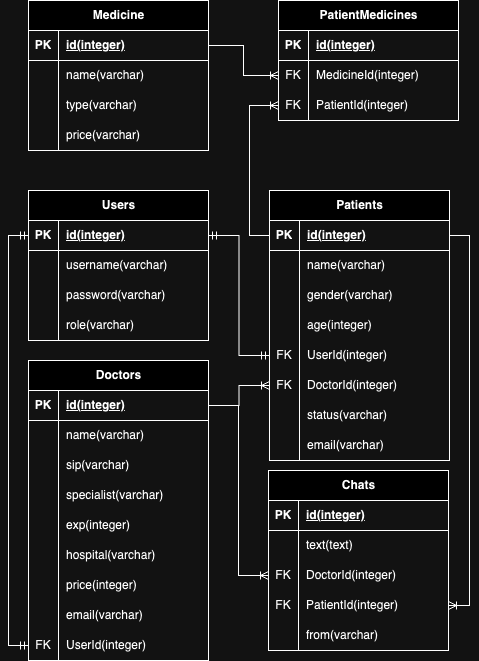 Medicine
PK id(integer)
name(varchar)
type(varchar)
price(varchar)
PatientMedicines
PK id(integer)
FK MedicineId(integer)
FK PatientId(integer)
Users
PK id(integer)
username(varchar)
password(varchar)
role(varchar)
Patients
PK id(integer)
name(varchar)
gender(varchar)
age(integer)
FK UserId(integer)
FK DoctorId(integer)
status(varchar)
email(varchar)
Doctors
PK id(integer)
name(varchar)
sip(varchar)
specialist(varchar)
exp(integer)
hospital(varchar)
price(integer)
email(varchar)
FK UserId(integer)
Chats
PK id(integer)
text(text)
FK DoctorId(integer)
FK PatientId(integer)
from(varchar)